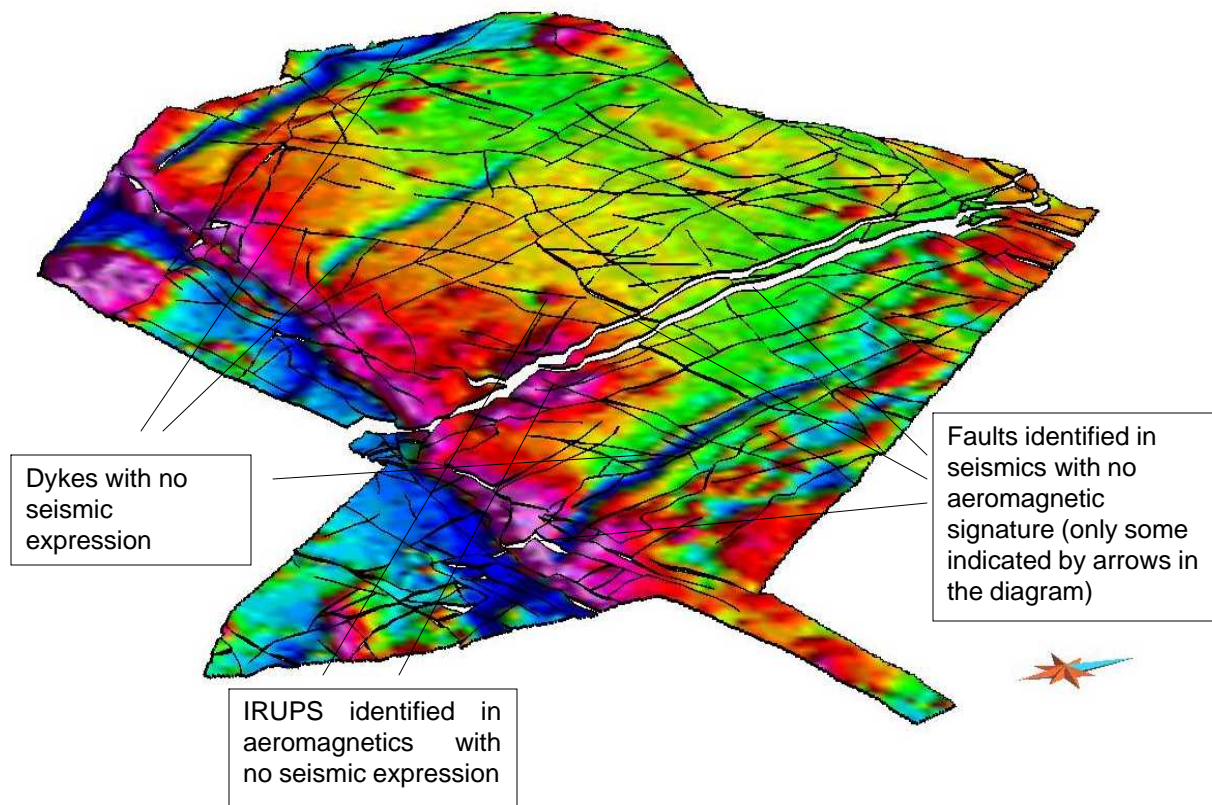 Dykes with no
seismic
expression
Faults identified in
seismics with no
aeromagnetic
signature (only some
indicated by arrows in
the diagram)
IRUPS identified in
aeromagnetics with
no seismic expression